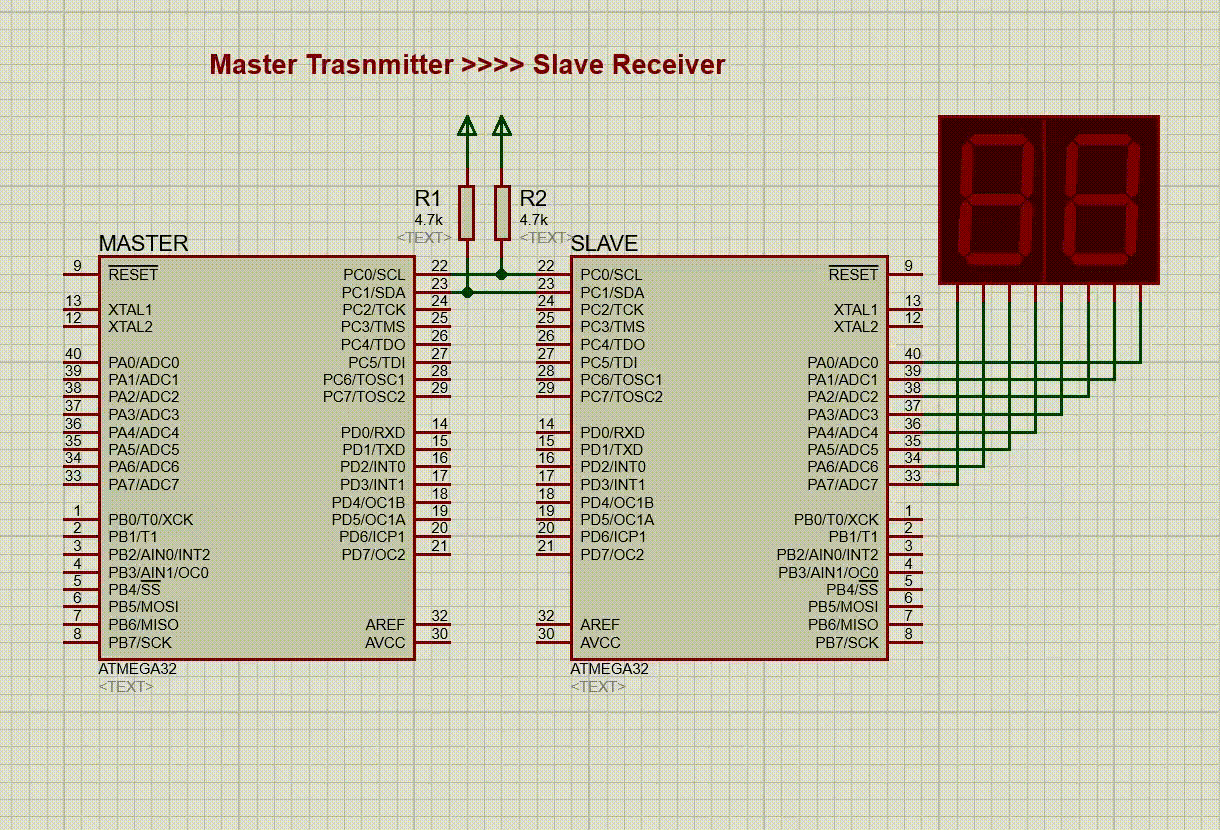 Master Trasnmitter >>>> Slave Receiver
R1
4.7k
<TEXT>
R2
4.7k
<TEXT>
MASTER
9 RESET
13 XTAL1
12 XTAL2
40 PA0/ADC0
39 PA1/ADC1
38 PA2/ADC2
37 PA3/ADC3
36 PA4/ADC4
35 PA5/ADC5
34 PA6/ADC6
33 PA7/ADC7
1 PB0/T0/XCK
2 PB1/T1
3 PB2/AIN0/INT2
4 PB3/AIN1/OC0
5 PB4/SS
6 PB5/MOSI
7 PB6/MISO
8 PB7/SCK
PC0/SCL 22
PC1/SDA 23
PC2/TCK 24
PC3/TMS 25
PC4/TDO 26
PC5/TDI 27
PC6/TOSC1 28
PC7/TOSC2 29
PD0/RXD 14
PD1/TXD 15
PD2/INT0 16
PD3/INT1 17
PD4/OC1B 18
PD5/OC1A 19
PD6/ICP1 20
PD7/OC2 21
AREF 32
AVCC 30
ATMEGA32
<TEXT>
SLAVE
22 PC0/SCL
23 PC1/SDA
24 PC2/TCK
25 PC3/TMS
26 PC4/TDO
27 PC5/TDI
28 PC6/TOSC1
29 PC7/TOSC2
14 PD0/RXD
15 PD1/TXD
16 PD2/INT0
17 PD3/INT1
18 PD4/OC1B
19 PD5/OC1A
20 PD6/ICP1
21 PD7/OC2
32 AREF
30 AVCC
RESET 9
XTAL1 13
XTAL2 12
PA0/ADC0 40
PA1/ADC1 39
PA2/ADC2 38
PA3/ADC3 37
PA4/ADC4 36
PA5/ADC5 35
PA6/ADC6 34
PA7/ADC7 33
PB0/T0/XCK 1
PB1/T1 2
PB2/AIN0/INT2 3
PB3/AIN1/OC0 4
PB4/SS 5
PB5/MOSI 6
PB6/MISO 7
PB7/SCK 8
ATMEGA32
<TEXT>